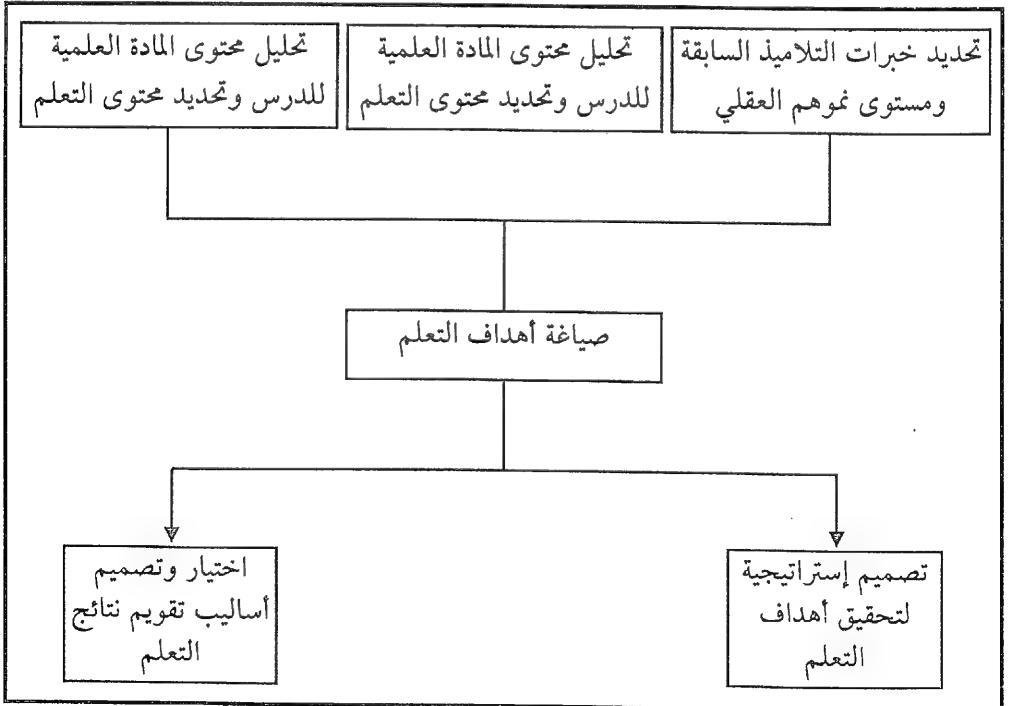 تحديد خبرات التلاميذ السابقة
ومستوى نموهم العقلي
تحليل محتوى المادة العلمية
للدرس وتحديد محتوى التعلم
تحليل محتوى المادة العلمية
للدرس وتحديد محتوى التعلم
صياغة أهداف التعلم
تصميم إستراتيجية
لتحقيق أهداف
التعلم
اختيار وتصميم
أساليب تقويم نتائج
التعلم